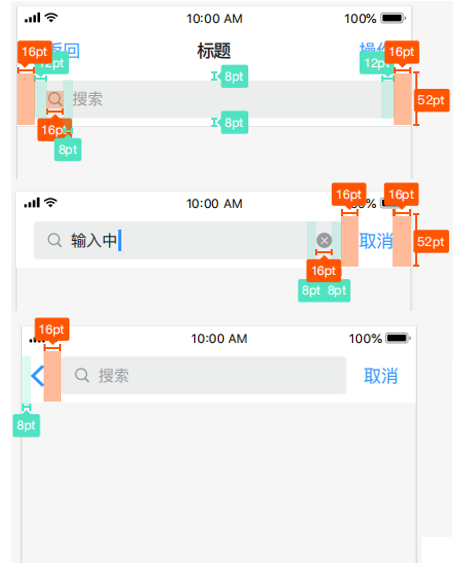 10:00 AM 100%
返回 标题 操作
16pt 12pt 8pt 12pt 16pt
搜索 52pt
16pt 8pt
8pt
10:00 AM
16pt 16pt
输入中 取消 52pt
16pt
8pt 8pt
16pt
10:00 AM 100%
搜索 取消
8pt